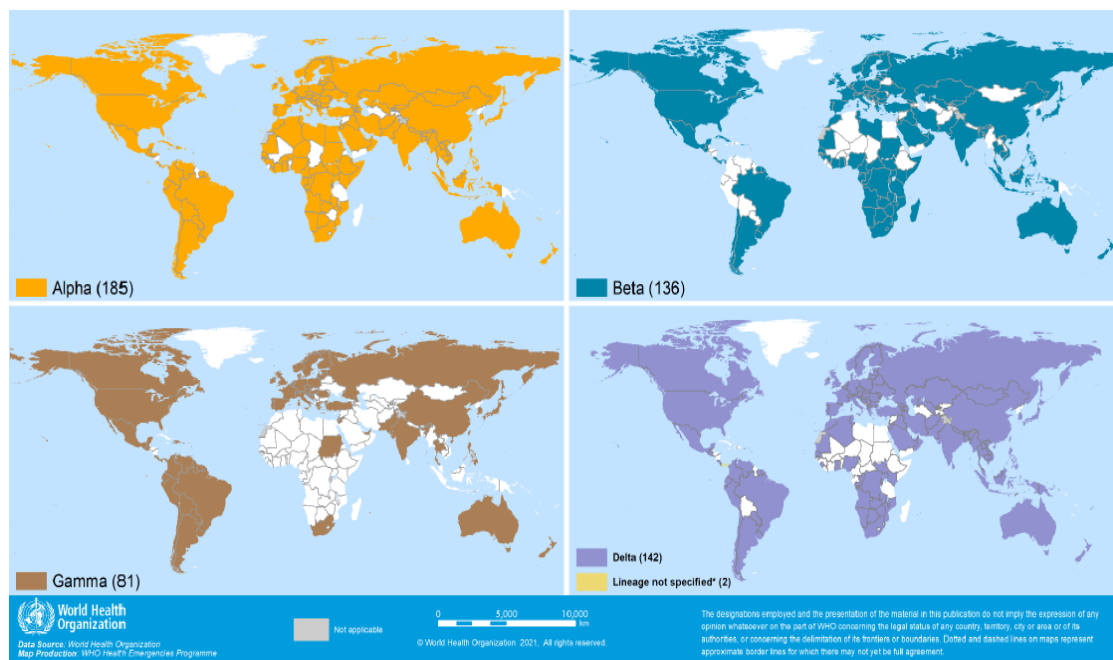 Alpha (185)
Beta (136)
Gamma (81)
Delta (142)
Lineage not specified* (2)
World Health
Organization
Data Source: World Health Organization
Map Production: WHO Health Emergencies Programme
Not applicable
0 5,000 10,000
km
© World Health Organization 2021, All rights reserved.
The designations employed and the presentation of the material in this publication do not imply the expression of any
opinion whatsoever on the part of WHO concerning the legal status of any country, territory, city or area or of its
authorities, or concerning the delimitation of its frontiers or boundaries. Dotted and dashed lines on maps represent
approximate border lines for which there may not yet be full agreement.